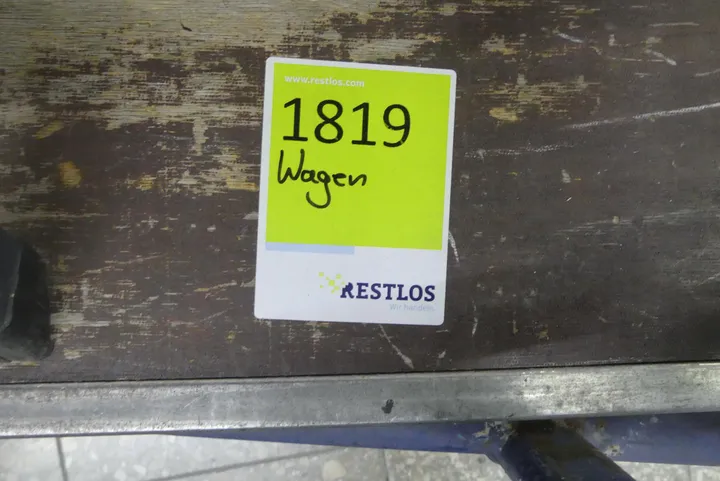 www.restlos.com
1819
Wagen
RESTLOS
Wir handeln.